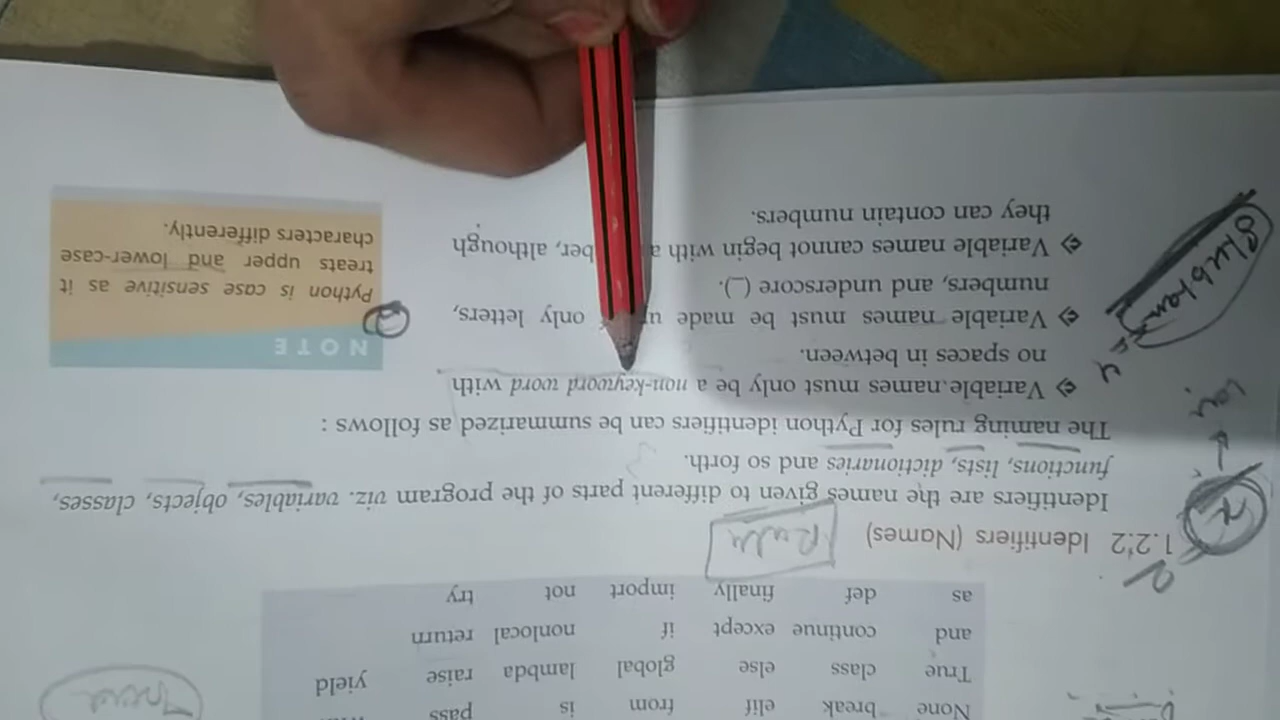 None break elif from is pass
True class else global lambda raise yield
and continue except if nonlocal return
as def finally import not try
2
1.2.2 Identifiers (Names)
Rule
Identifiers are the names given to different parts of the program viz. variables, objects, classes,
functions, lists, dictionaries and so forth.
The naming rules for Python identifiers can be summarized as follows :
Variable names must only be a non-keyword word with
no spaces in between.
Variable names must be made only letters,
numbers, and underscore (_).
Variable names cannot begin with a although
they can contain numbers.
NOTE
Python is case sensitive as it
treats upper and lower-case
characters differently.
Shubham = 4